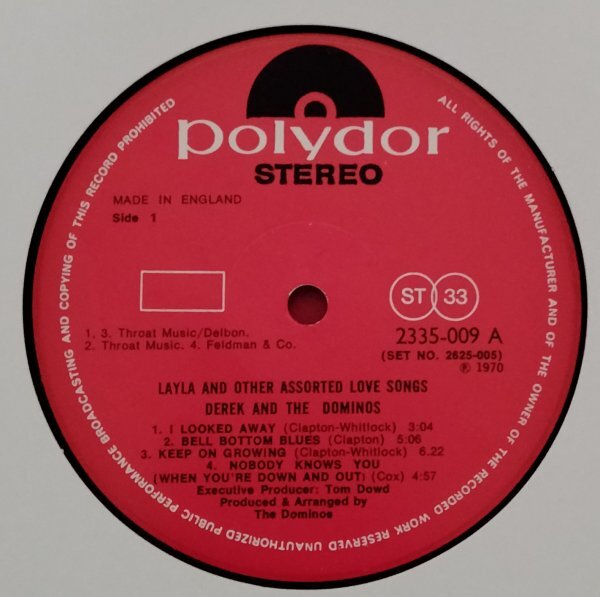 polydor
STEREO
MADE IN ENGLAND
Side 1
ST 33
1. 3. Throat Music/Delbon.
2. Throat Music. 4. Feldman & Co.
2335-009 A
(SET NO. 2625-005)
℗ 1970
LAYLA AND OTHER ASSORTED LOVE SONGS
DEREK AND THE DOMINOS
1. I LOOKED AWAY (Clapton-Whitlock) 3:04
2. BELL BOTTOM BLUES (Clapton) 5:06
3. KEEP ON GROWING (Clapton-Whitlock) 6.22
4. NOBODY KNOWS YOU
(WHEN YOU'RE DOWN AND OUT) (Cox) 4:57
Executive Producer: Tom Dowd
Produced & Arranged by
The Dominos
ALL RIGHTS OF THE MANUFACTURER AND OF THE OWNER OF THE RECORDED WORK RESERVED UNAUTHORIZED PUBLIC PERFORMANCE BROADCASTING AND COPYING OF THIS RECORD PROHIBITED